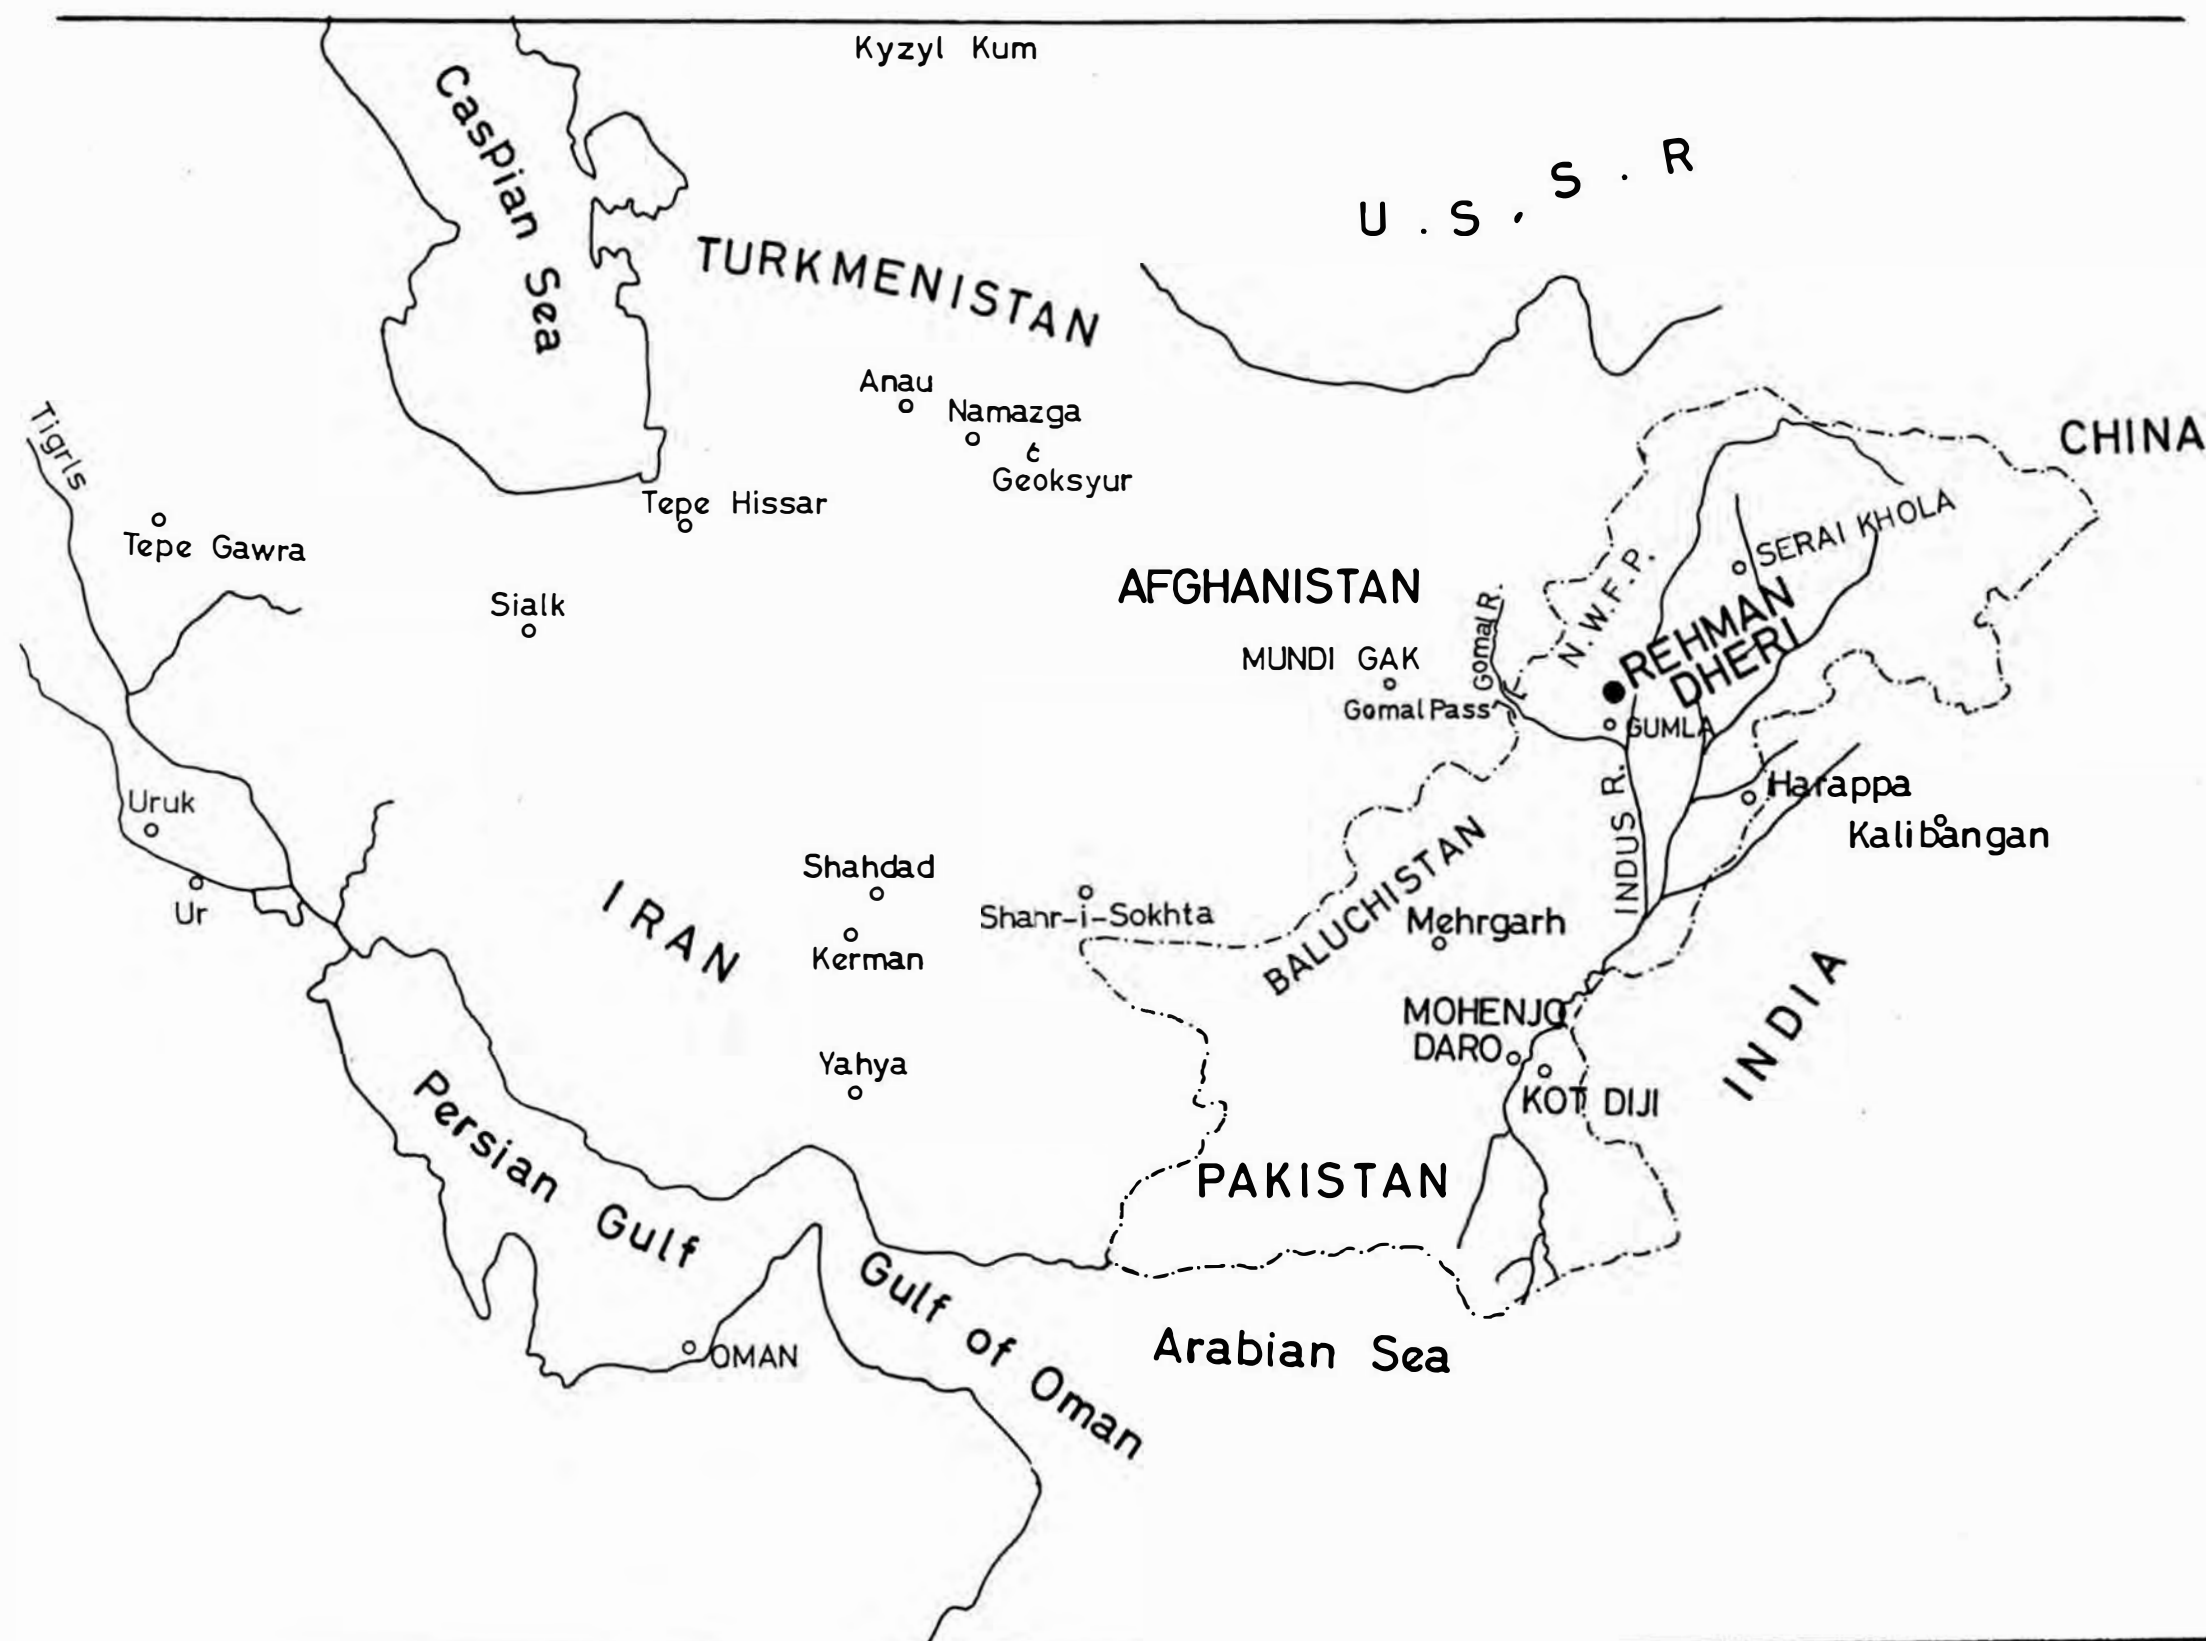 Kyzyl Kum
Caspian Sea
U.S.S.R
TURKMENISTAN
Anau
Namazga
Geoksyur
CHINA
Tigris
Tepe Hissar
Tepe Gawra
SERAI KHOLA
AFGHANISTAN
N.W.F.P.
Gomal R.
Sialk
REHMAN
DHERI
MUNDI GAK
Gomal Pass
GUMLA
INDUS R.
Harappa
Uruk
Kalibangan
Shahdad
BALUCHISTAN
IRAN
Ur
Shahr-i-Sokhta
Mehrgarh
Kerman
MOHENJO
DARO
INDIA
Yahya
KOT DIJI
Persian Gulf
PAKISTAN
Gulf of Oman
OMAN
Arabian Sea